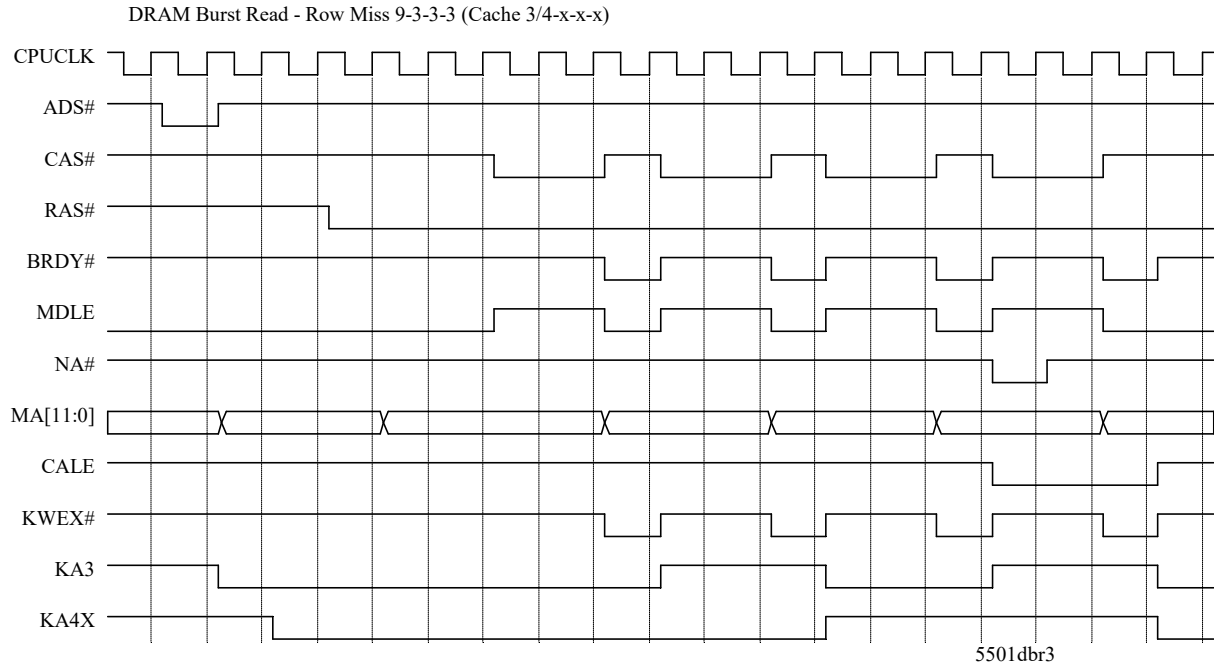 DRAM Burst Read - Row Miss 9-3-3-3 (Cache 3/4-x-x-x)
CPUCLK
ADS#
CAS#
RAS#
BRDY#
MDLE
NA#
MA[11:0]
CALE
KWEX#
KA3
KA4X
5501dbr3